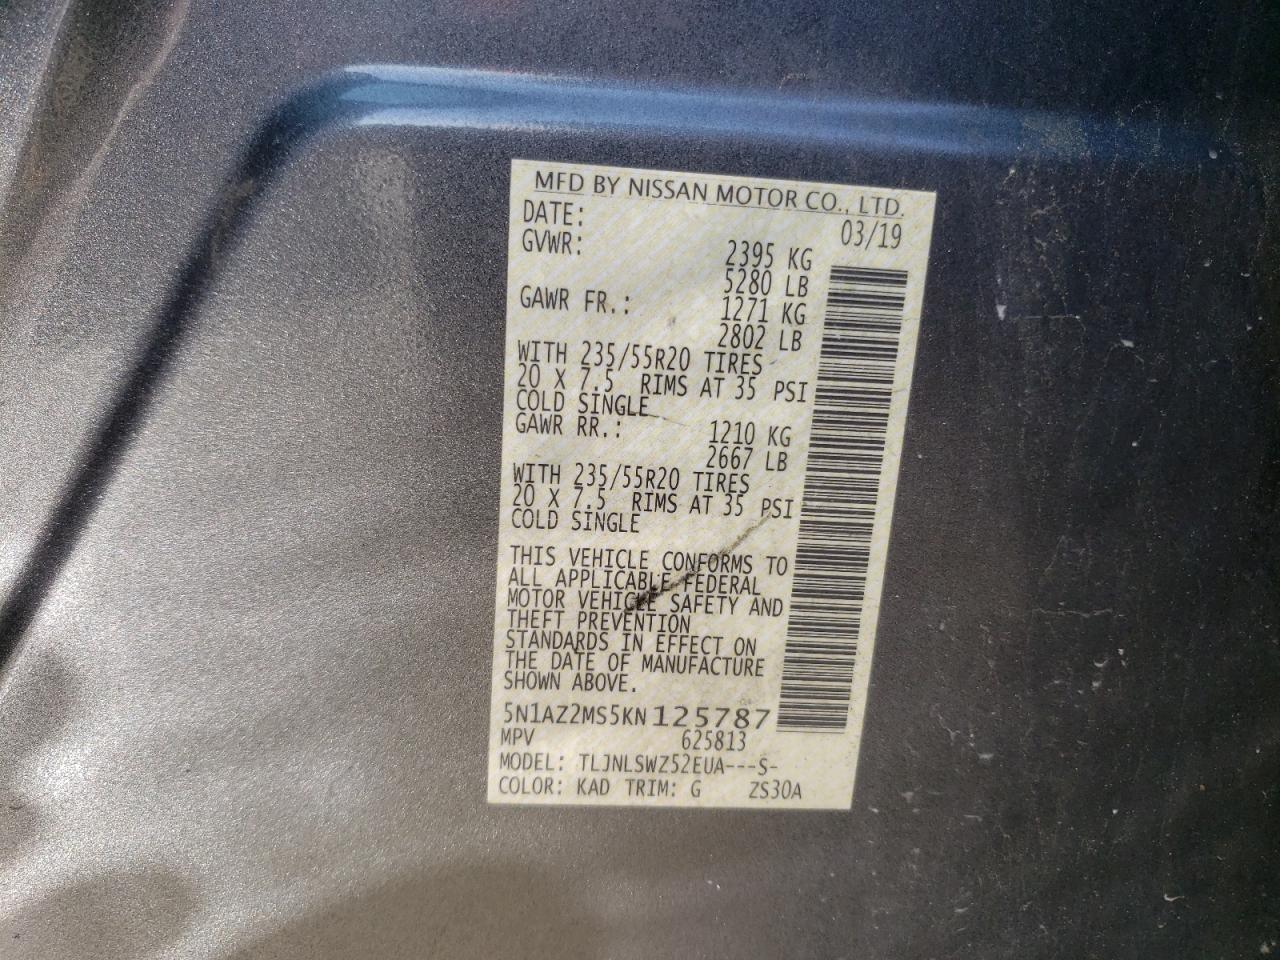 MFD BY NISSAN MOTOR CO., LTD.
DATE: 03/19
GVWR: 2395 KG
5280 LB
GAWR FR.: 1271 KG
2802 LB
WITH 235/55R20 TIRES
20 X 7.5 RIMS AT 35 PSI
COLD SINGLE
GAWR RR.: 1210 KG
2667 LB
WITH 235/55R20 TIRES
20 X 7.5 RIMS AT 35 PSI
COLD SINGLE
THIS VEHICLE CONFORMS TO
ALL APPLICABLE FEDERAL
MOTOR VEHICLE SAFETY AND
THEFT PREVENTION
STANDARDS IN EFFECT ON
THE DATE OF MANUFACTURE
SHOWN ABOVE.
5N1AZ2MS5KN125787
MPV 625813
MODEL: TLJNLSWZ52EUA---S-
COLOR: KAD TRIM: G ZS30A